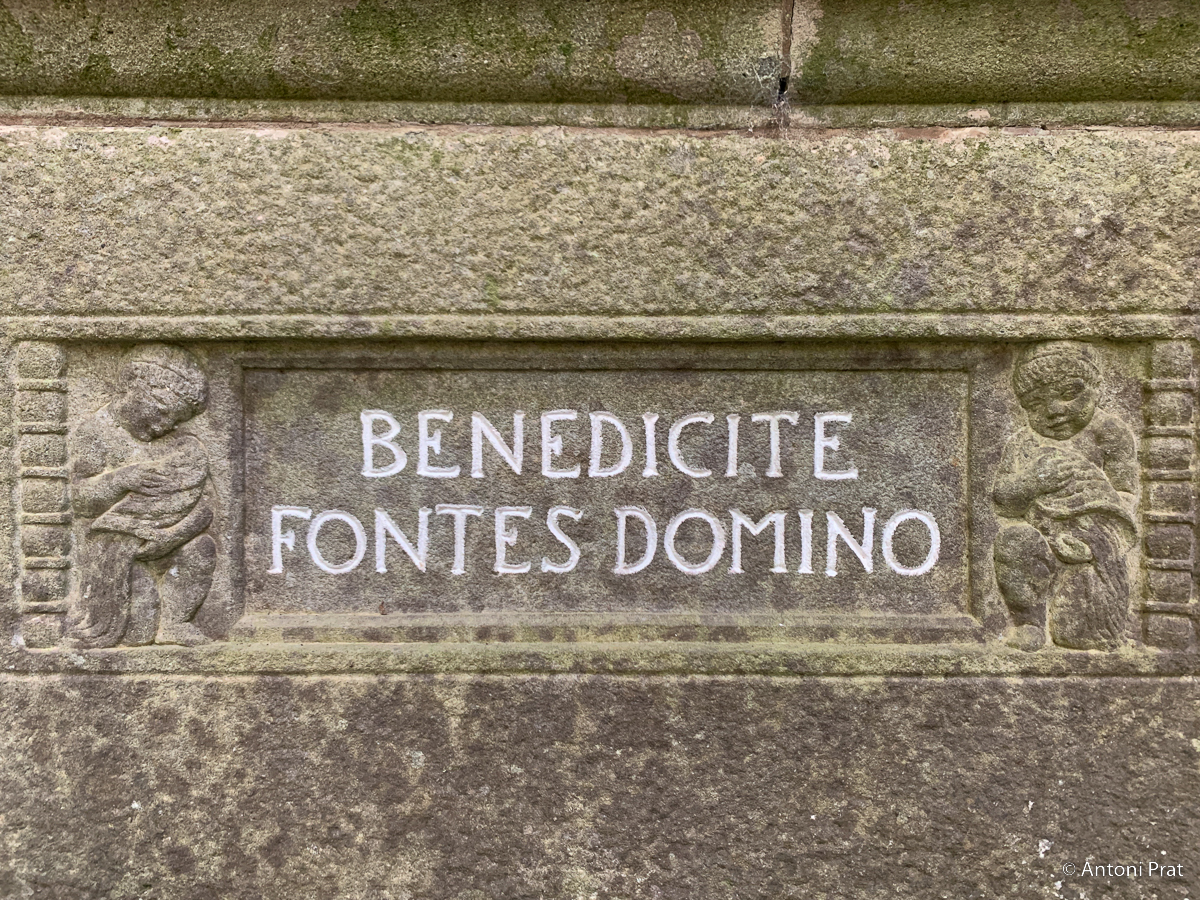 BENEDICITE
FONTES DOMINO
© Antoni Prat